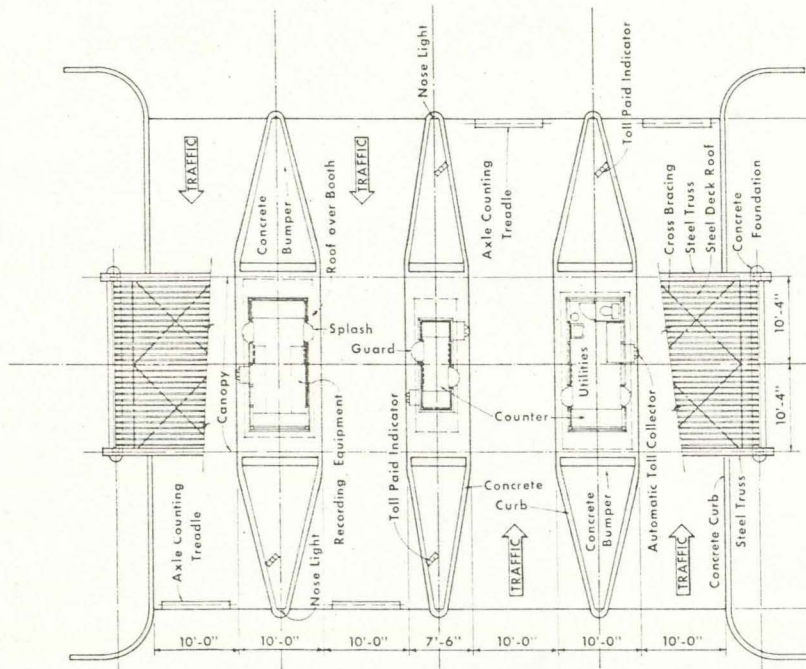 Nose Light
Toll Paid Indicator
TRAFFIC
TRAFFIC
Concrete
Bumper
Roof over Booth
Axle Counting
Treadle
Cross Bracing
Steel Truss
Steel Deck Roof
Concrete
Foundation
Splash
Guard
Canopy
Recording Equipment
Counter
Utilities
10'-4"
10'-4"
Axle Counting
Treadle
Nose Light
Toll Paid Indicator
Concrete
Curb
TRAFFIC
Concrete
Bumper
Automatic Toll Collector
TRAFFIC
Concrete Curb
Steel Truss
10'-0"
10'-0"
10'-0"
7'-6"
10'-0"
10'-0"
10'-0"